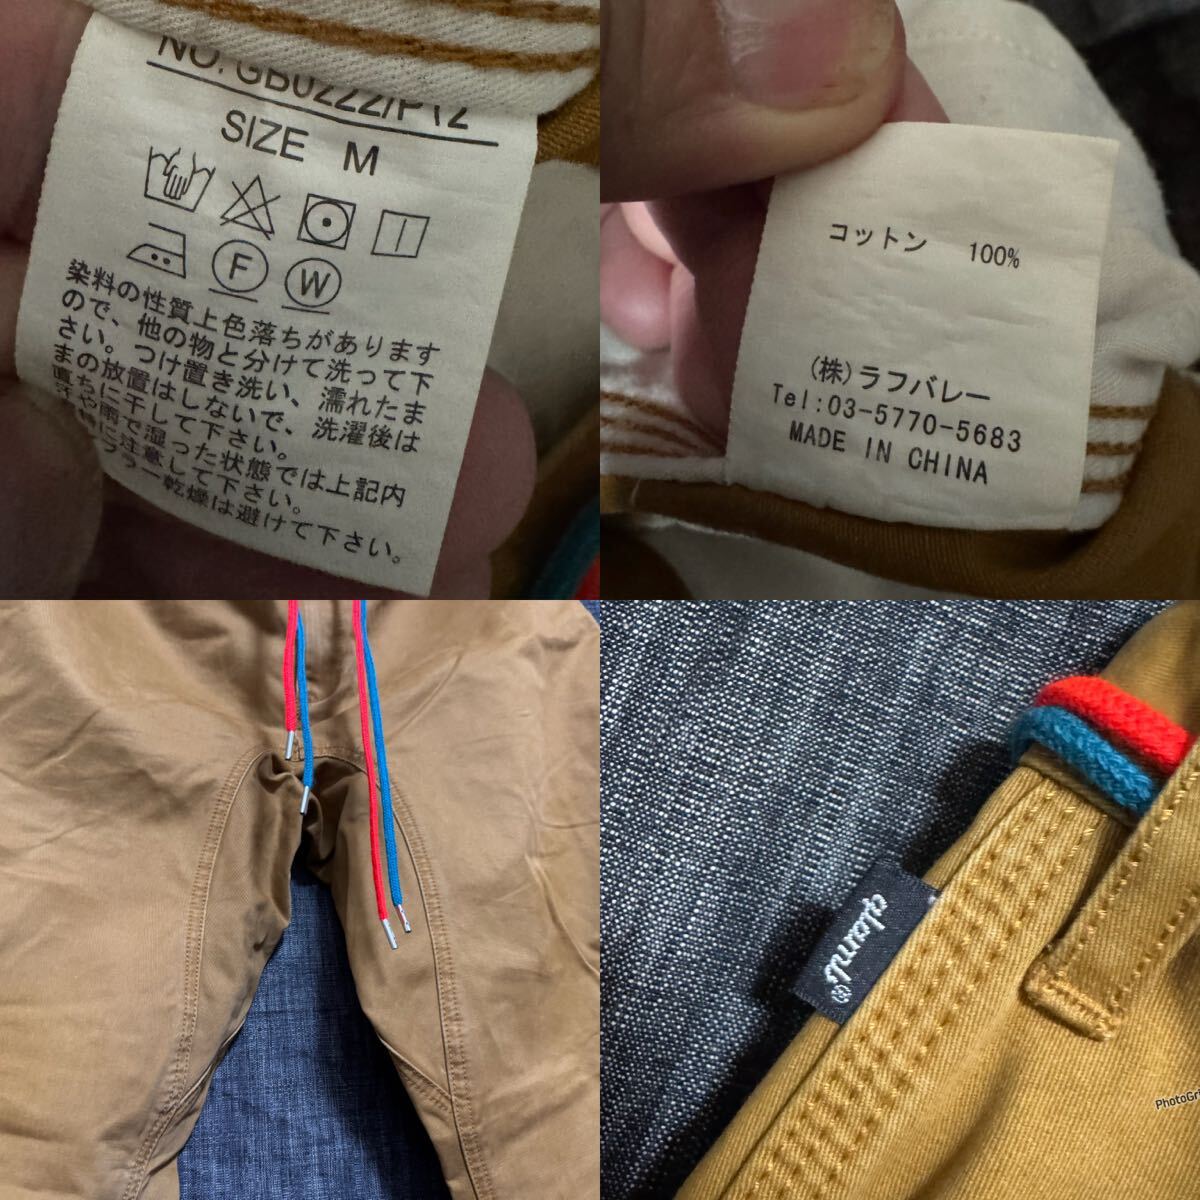 NO. GB0222/P12
SIZE M
F W
染料の性質上色落ちがあります
ので、他の物と分けて洗って下
さい。つけ置き洗い、濡れたま
まの放置はしないで、洗濯後は
直ちに干して下さい。
汗や雨で湿った状態では上記内
に注意して下さい。
ブラー乾燥は避けて下さい。
コットン 100%
(株)ラフバレー
Tel:03-5770-5683
MADE IN CHINA
glamb®
PhotoGri